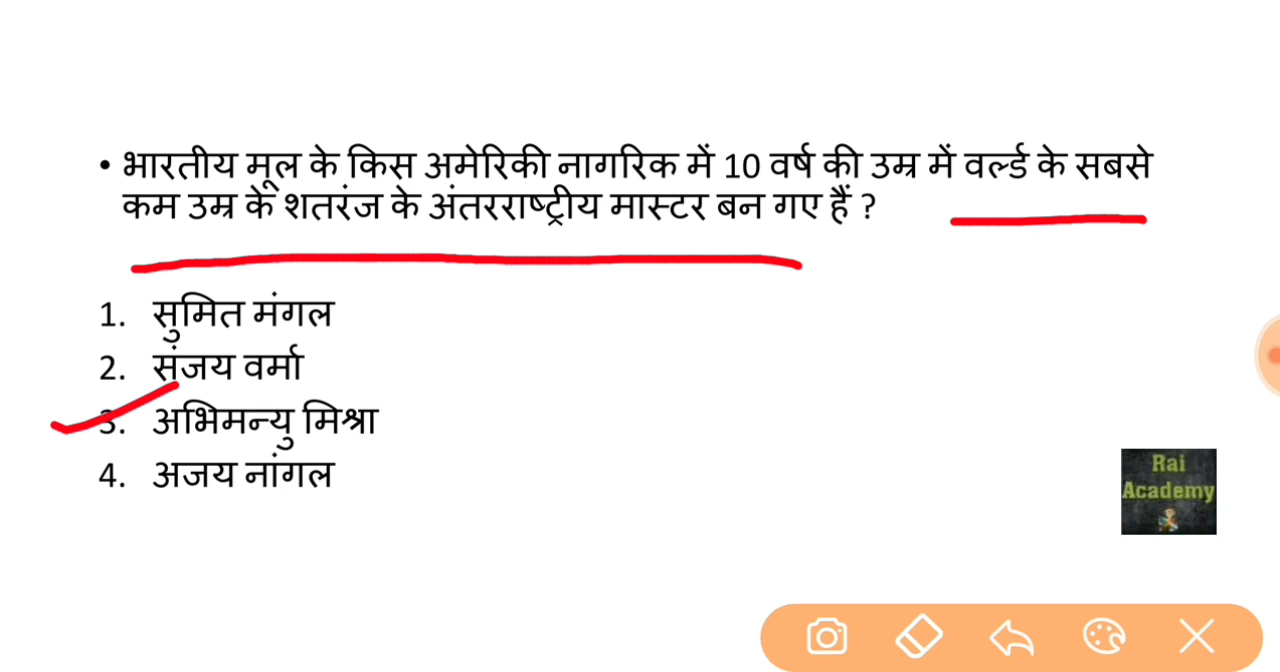 • भारतीय मूल के किस अमेरिकी नागरिक में 10 वर्ष की उम्र में वर्ल्ड के सबसे
कम उम्र के शतरंज के अंतरराष्ट्रीय मास्टर बन गए हैं ?
1. सुमित मंगल
2. संजय वर्मा
3. अभिमन्यु मिश्रा
4. अजय नांगल
Rai
Academy